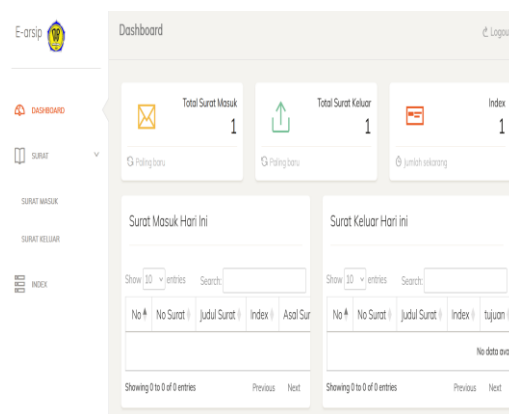 E-arsip
Dashboard
DASHBOARD
SURAT
SURAT MASUK
SURAT KELUAR
INDEX
Total Surat Masuk
1
Paling baru
Total Surat Keluar
1
Paling baru
Index
1
Jumlah sekarang
Surat Masuk Hari Ini
Show 10 entries Search:
No No Surat Judul Surat Index Asal
Showing 0 to 0 of 0 entries Previous Next
Surat Keluar Hari ini
Show 10 entries Search:
No No Surat Judul Surat Index tujuan
No data
Showing 0 to 0 of 0 entries Previous Next